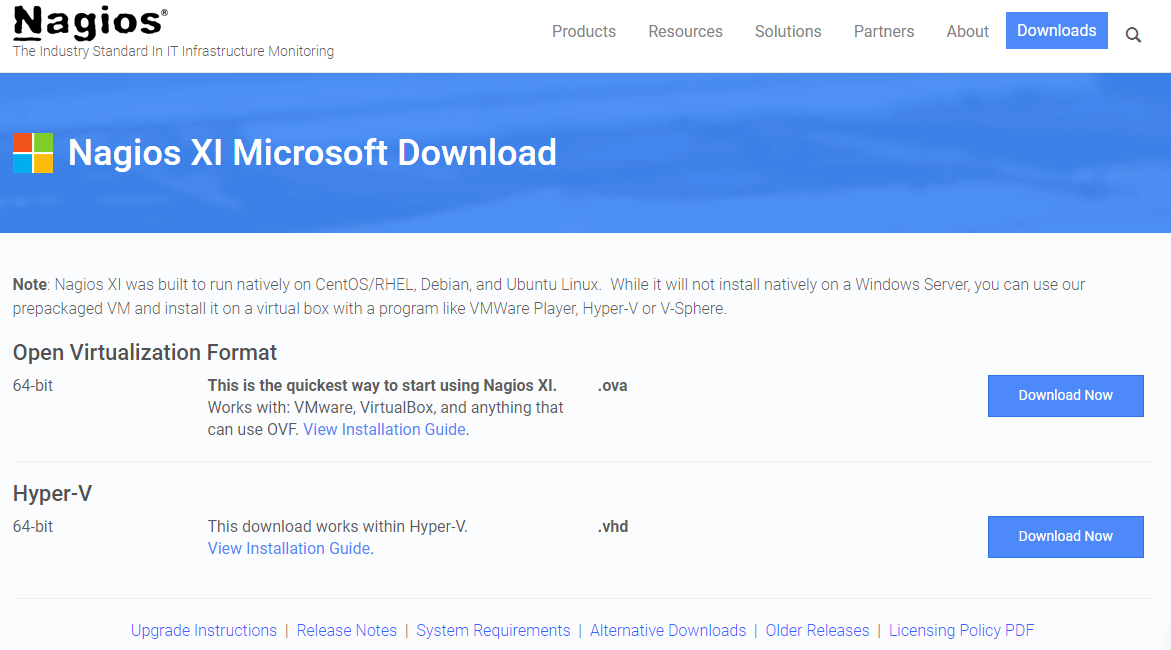 Nagios®
The Industry Standard In IT Infrastructure Monitoring
Products Resources Solutions Partners About Downloads
Nagios XI Microsoft Download
Note: Nagios XI was built to run natively on CentOS/RHEL, Debian, and Ubuntu Linux. While it will not install natively on a Windows Server, you can use our
prepackaged VM and install it on a virtual box with a program like VMWare Player, Hyper-V or V-Sphere.
Open Virtualization Format
64-bit This is the quickest way to start using Nagios XI. .ova Download Now
Works with: VMware, VirtualBox, and anything that
can use OVF. View Installation Guide.
Hyper-V
64-bit This download works within Hyper-V. .vhd Download Now
View Installation Guide.
Upgrade Instructions | Release Notes | System Requirements | Alternative Downloads | Older Releases | Licensing Policy PDF